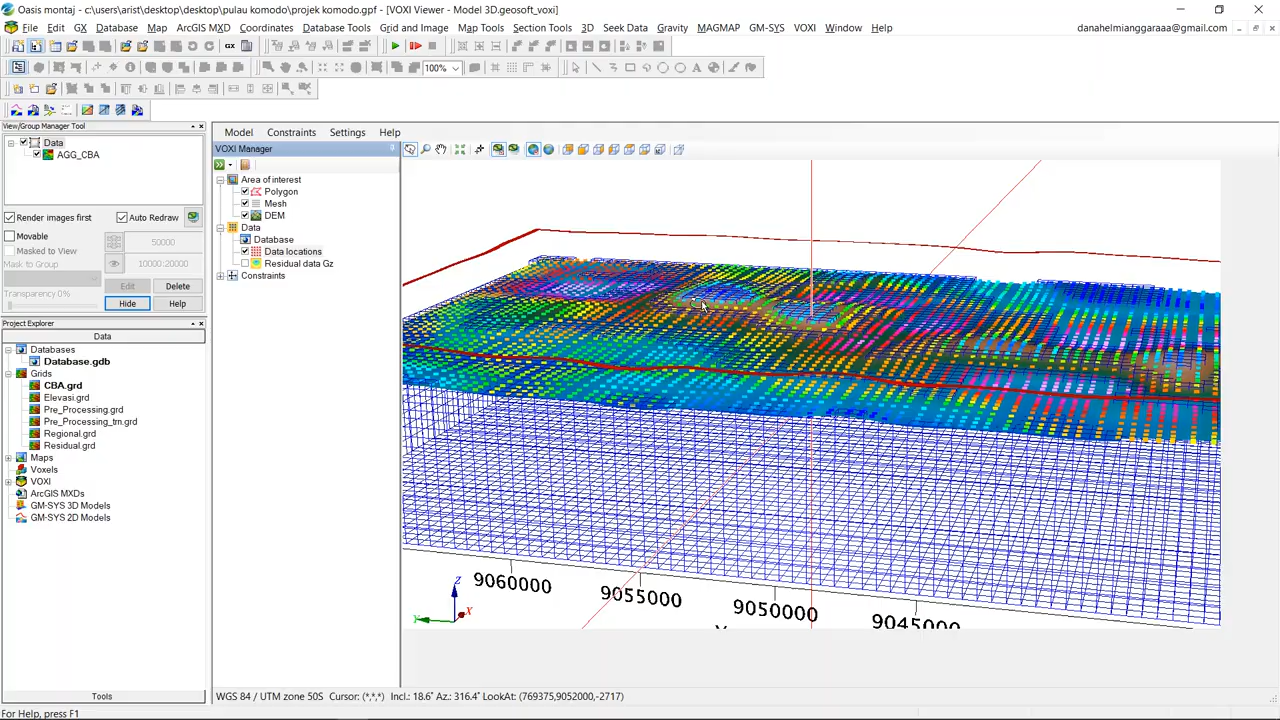 Oasis montaj - c:\users\arist\desktop\pulau komodo\projek komodo.gpf - [VOXI Viewer - Model 3D.geosoft_voxi]
File Edit GX Database Map ArcGIS MXD Coordinates Database Tools Grid and Image Map Tools Section Tools 3D Seek Data Gravity MAGMAP GM-SYS VOXI Window Help danahelmianggaraaa@gmail.com
GX
100%
View/Group Manager Tool
Data
AGG_CBA
Render images first Auto Redraw
Movable 50000
Masked to View
Mask to Group 10000:20000
Edit Delete
Transparency 0%
Hide Help
Project Explorer
Data
Databases
Database.gdb
Grids
CBA.grd
Elevasi.grd
Pre_Processing.grd
Pre_Processing_trn.grd
Regional.grd
Residual.grd
Maps
Voxels
VOXI
ArcGIS MXDs
GM-SYS 3D Models
GM-SYS 2D Models
Tools
For Help, press F1
Model Constraints Settings Help
VOXI Manager
Area of interest
Polygon
Mesh
DEM
Data
Database
Data locations
Residual data Gz
Constraints
9060000
9055000
9050000
9045000
Z
X
Y
WGS 84 / UTM zone 50S Cursor: (*,*,*) Incl.: 18.6° Az.: 316.4° LookAt: (769375,9052000,-2717)